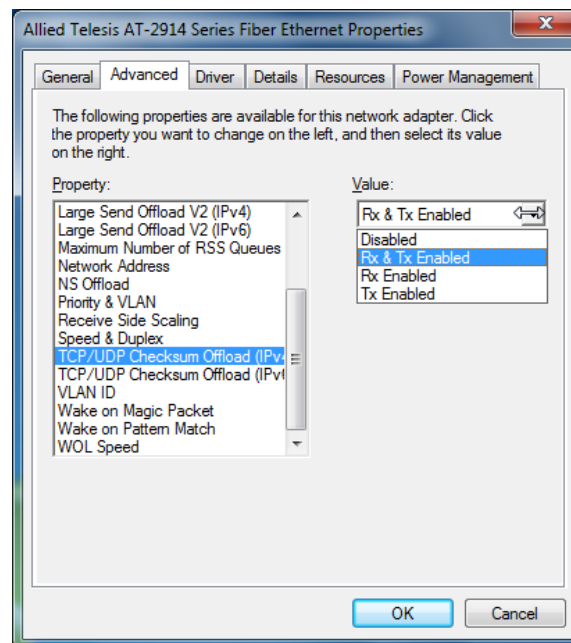 Allied Telesis AT-2914 Series Fiber Ethernet Properties
General Advanced Driver Details Resources Power Management
The following properties are available for this network adapter. Click
the property you want to change on the left, and then select its value
on the right.
Property:
Large Send Offload V2 (IPv4)
Large Send Offload V2 (IPv6)
Maximum Number of RSS Queues
Network Address
NS Offload
Priority & VLAN
Receive Side Scaling
Speed & Duplex
TCP/UDP Checksum Offload (IPv4
TCP/UDP Checksum Offload (IPv6
VLAN ID
Wake on Magic Packet
Wake on Pattern Match
WOL Speed
Value:
Rx & Tx Enabled
Disabled
Rx & Tx Enabled
Rx Enabled
Tx Enabled
OK Cancel